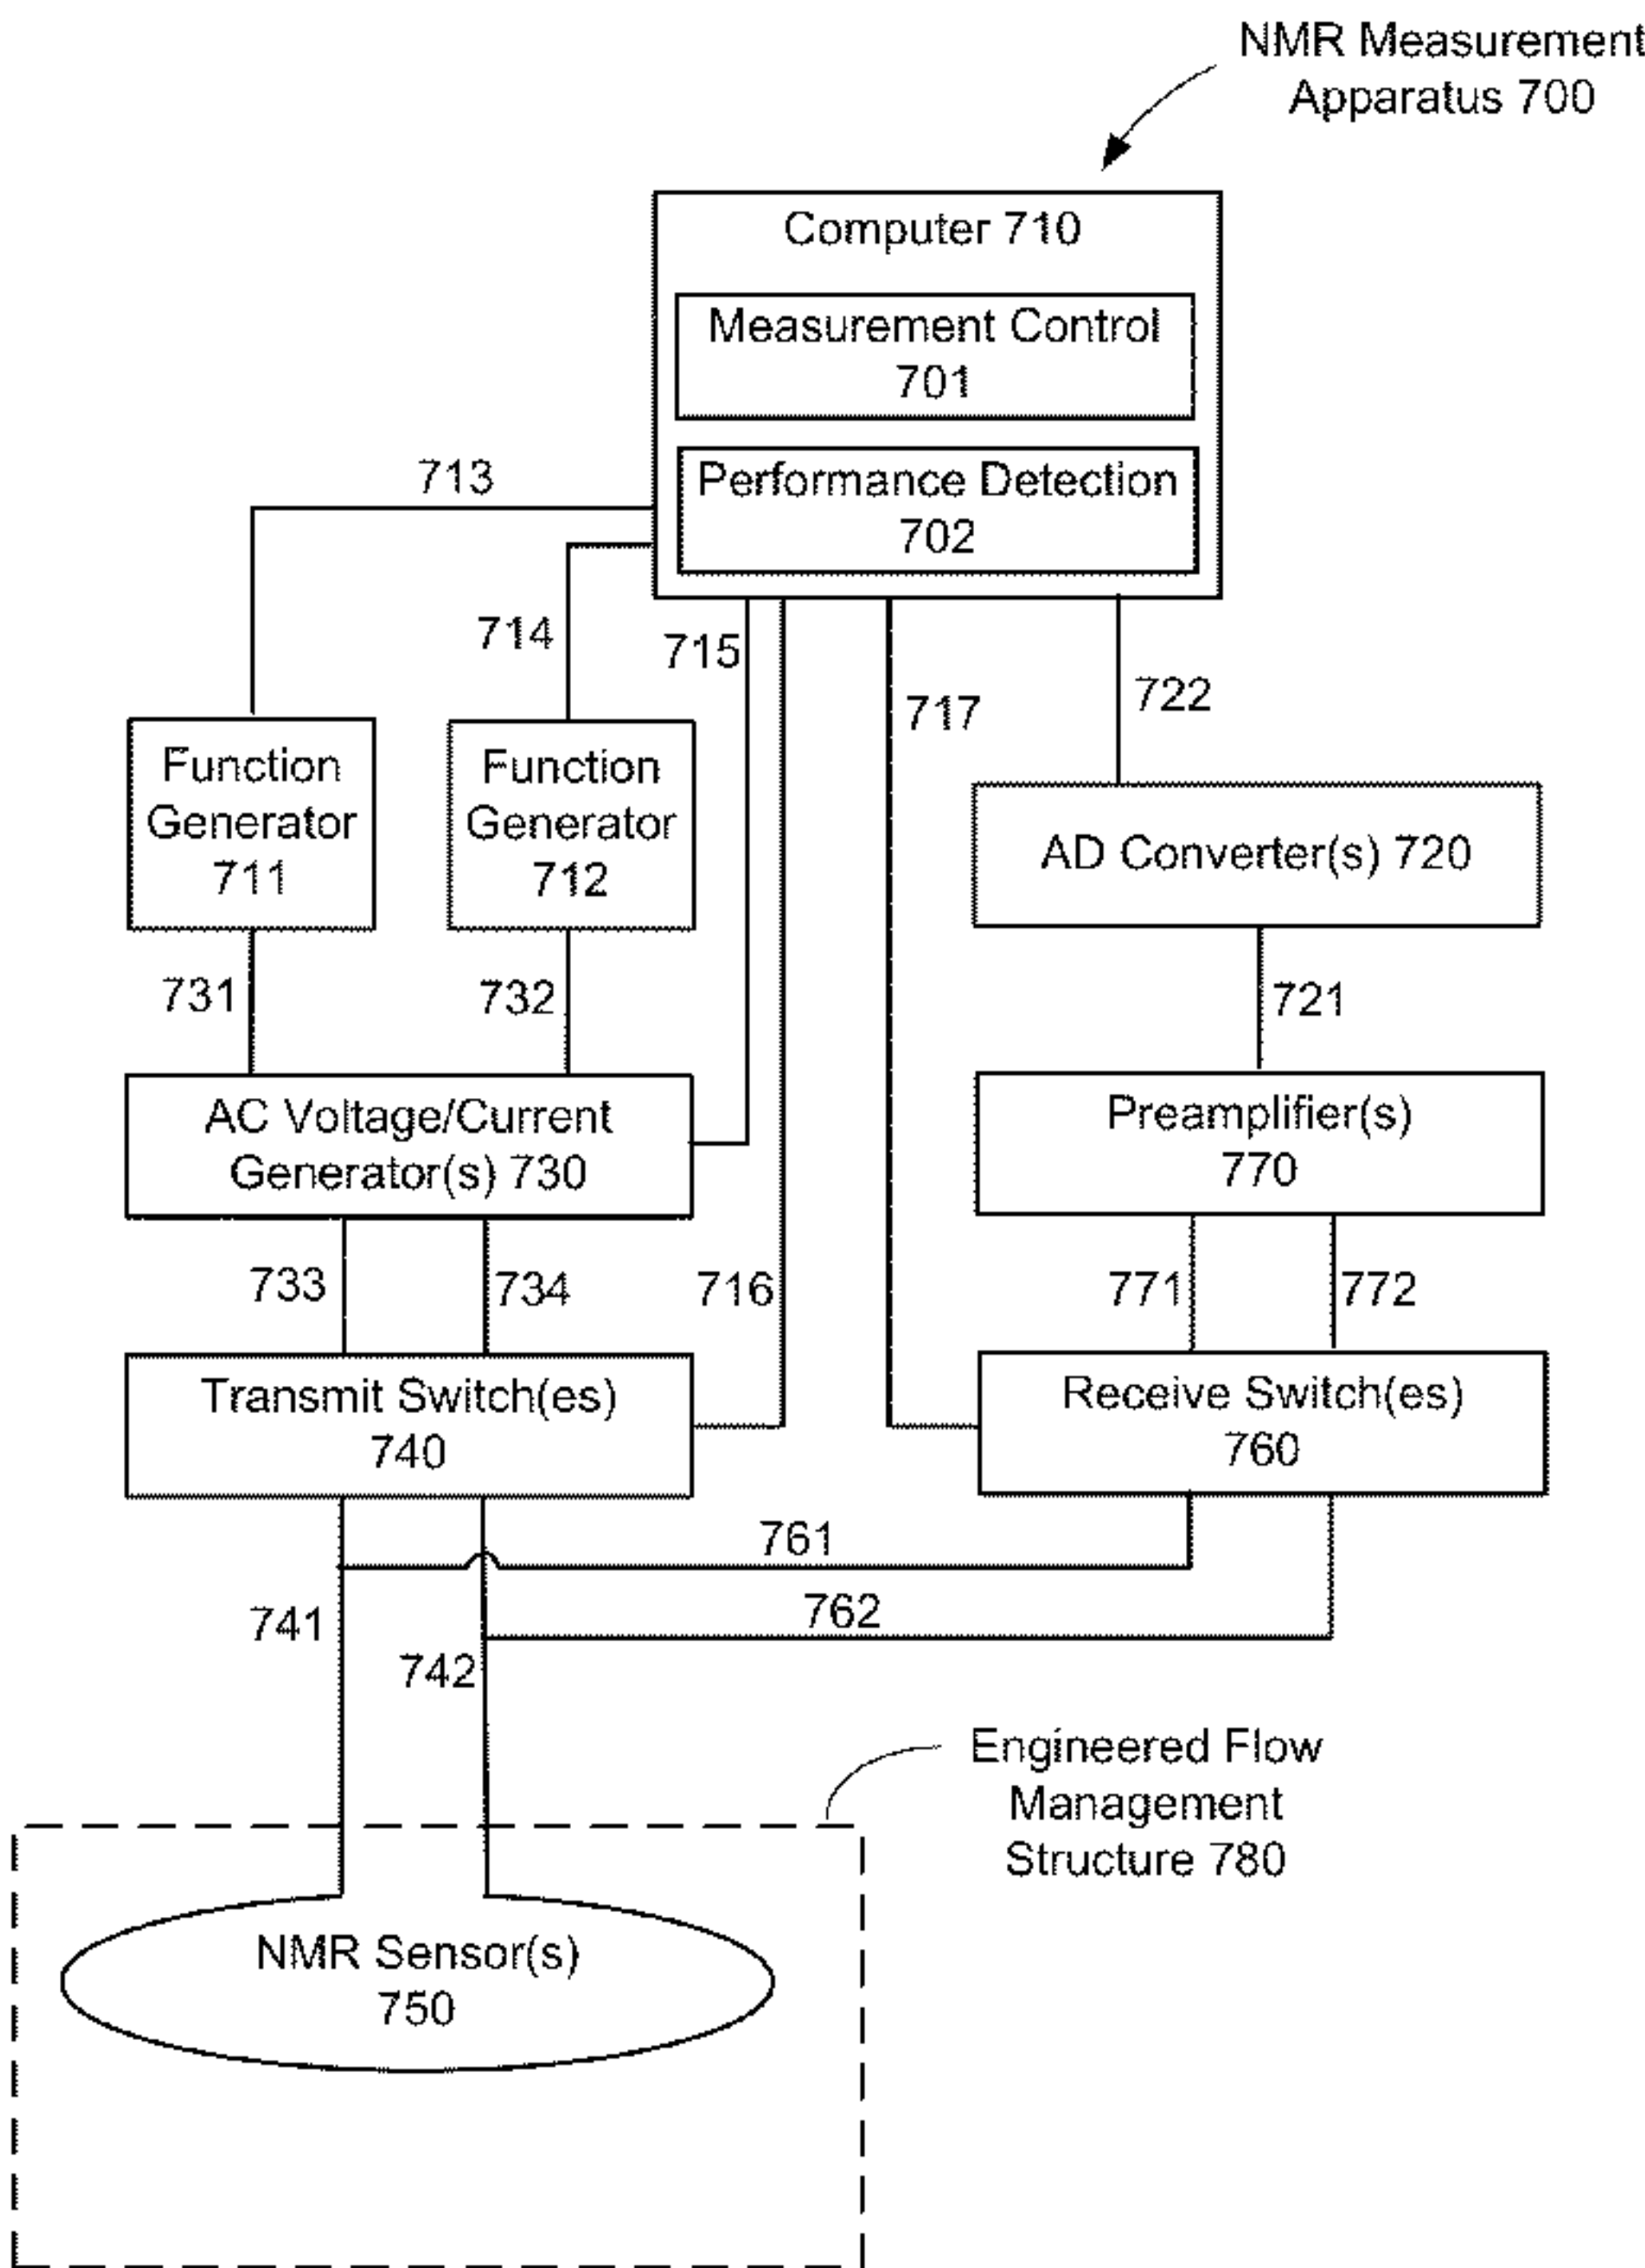 NMR Measurement
Apparatus 700
Computer 710
Measurement Control
701
Performance Detection
702
713
714
715
717
722
Function
Generator
711
Function
Generator
712
AD Converter(s) 720
731
732
721
AC Voltage/Current
Generator(s) 730
Preamplifier(s)
770
733
734
716
771
772
Transmit Switch(es)
740
Receive Switch(es)
760
761
762
741
742
Engineered Flow
Management
Structure 780
NMR Sensor(s)
750